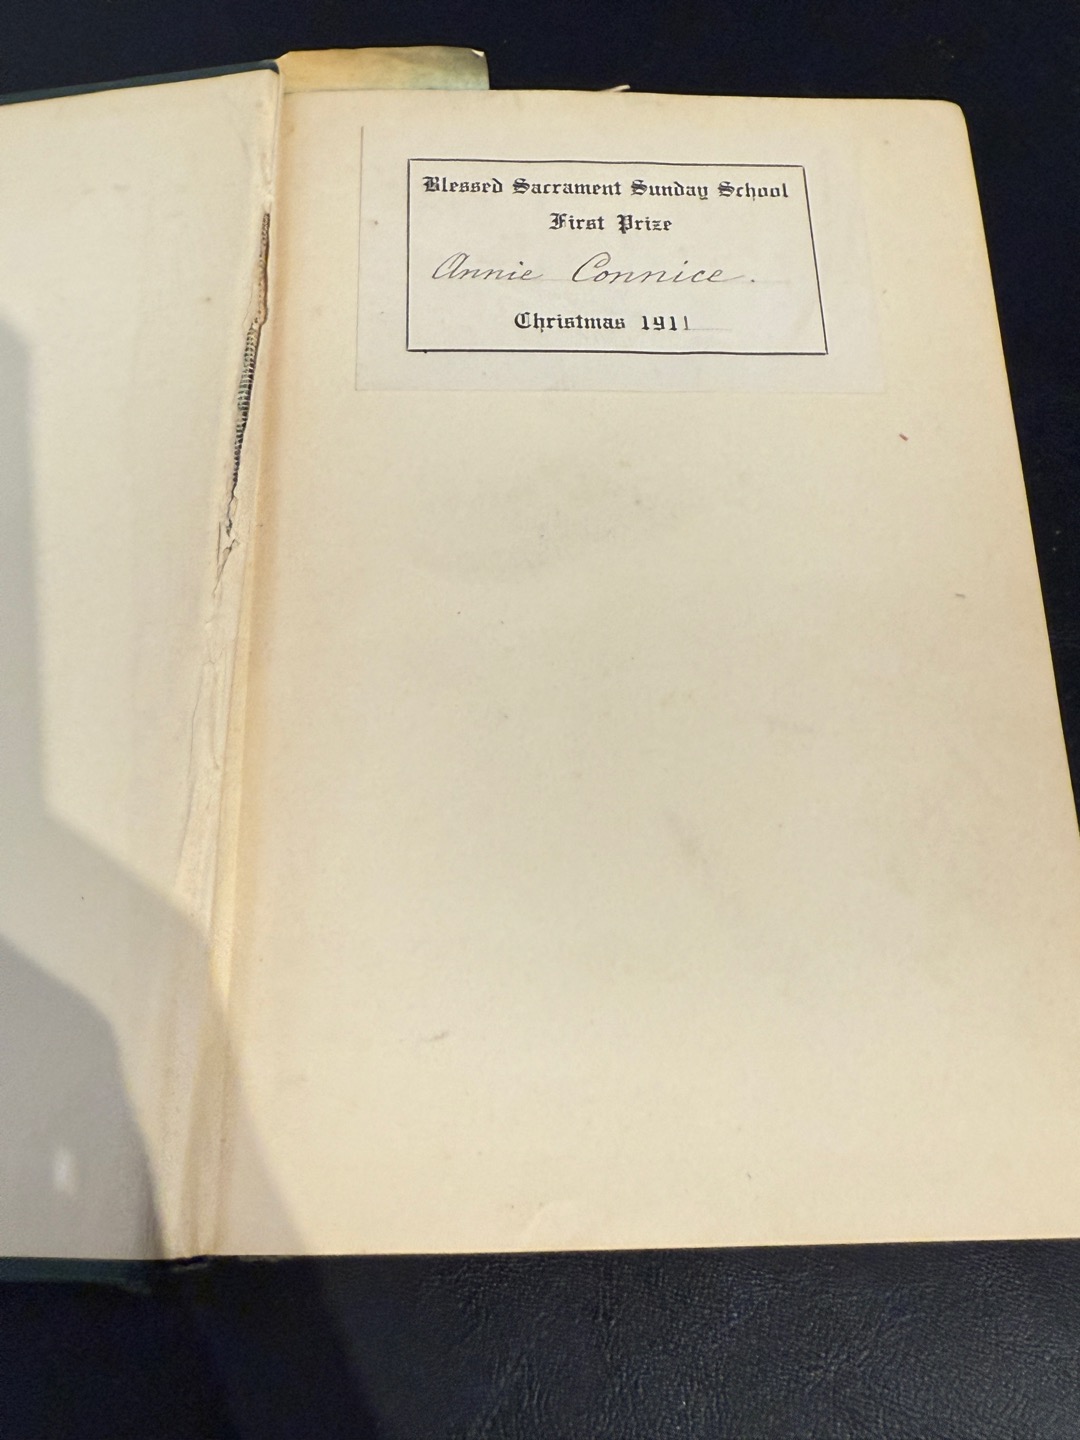 Blessed Sacrament Sunday School
First Prize
Annie Connice.
Christmas 1911